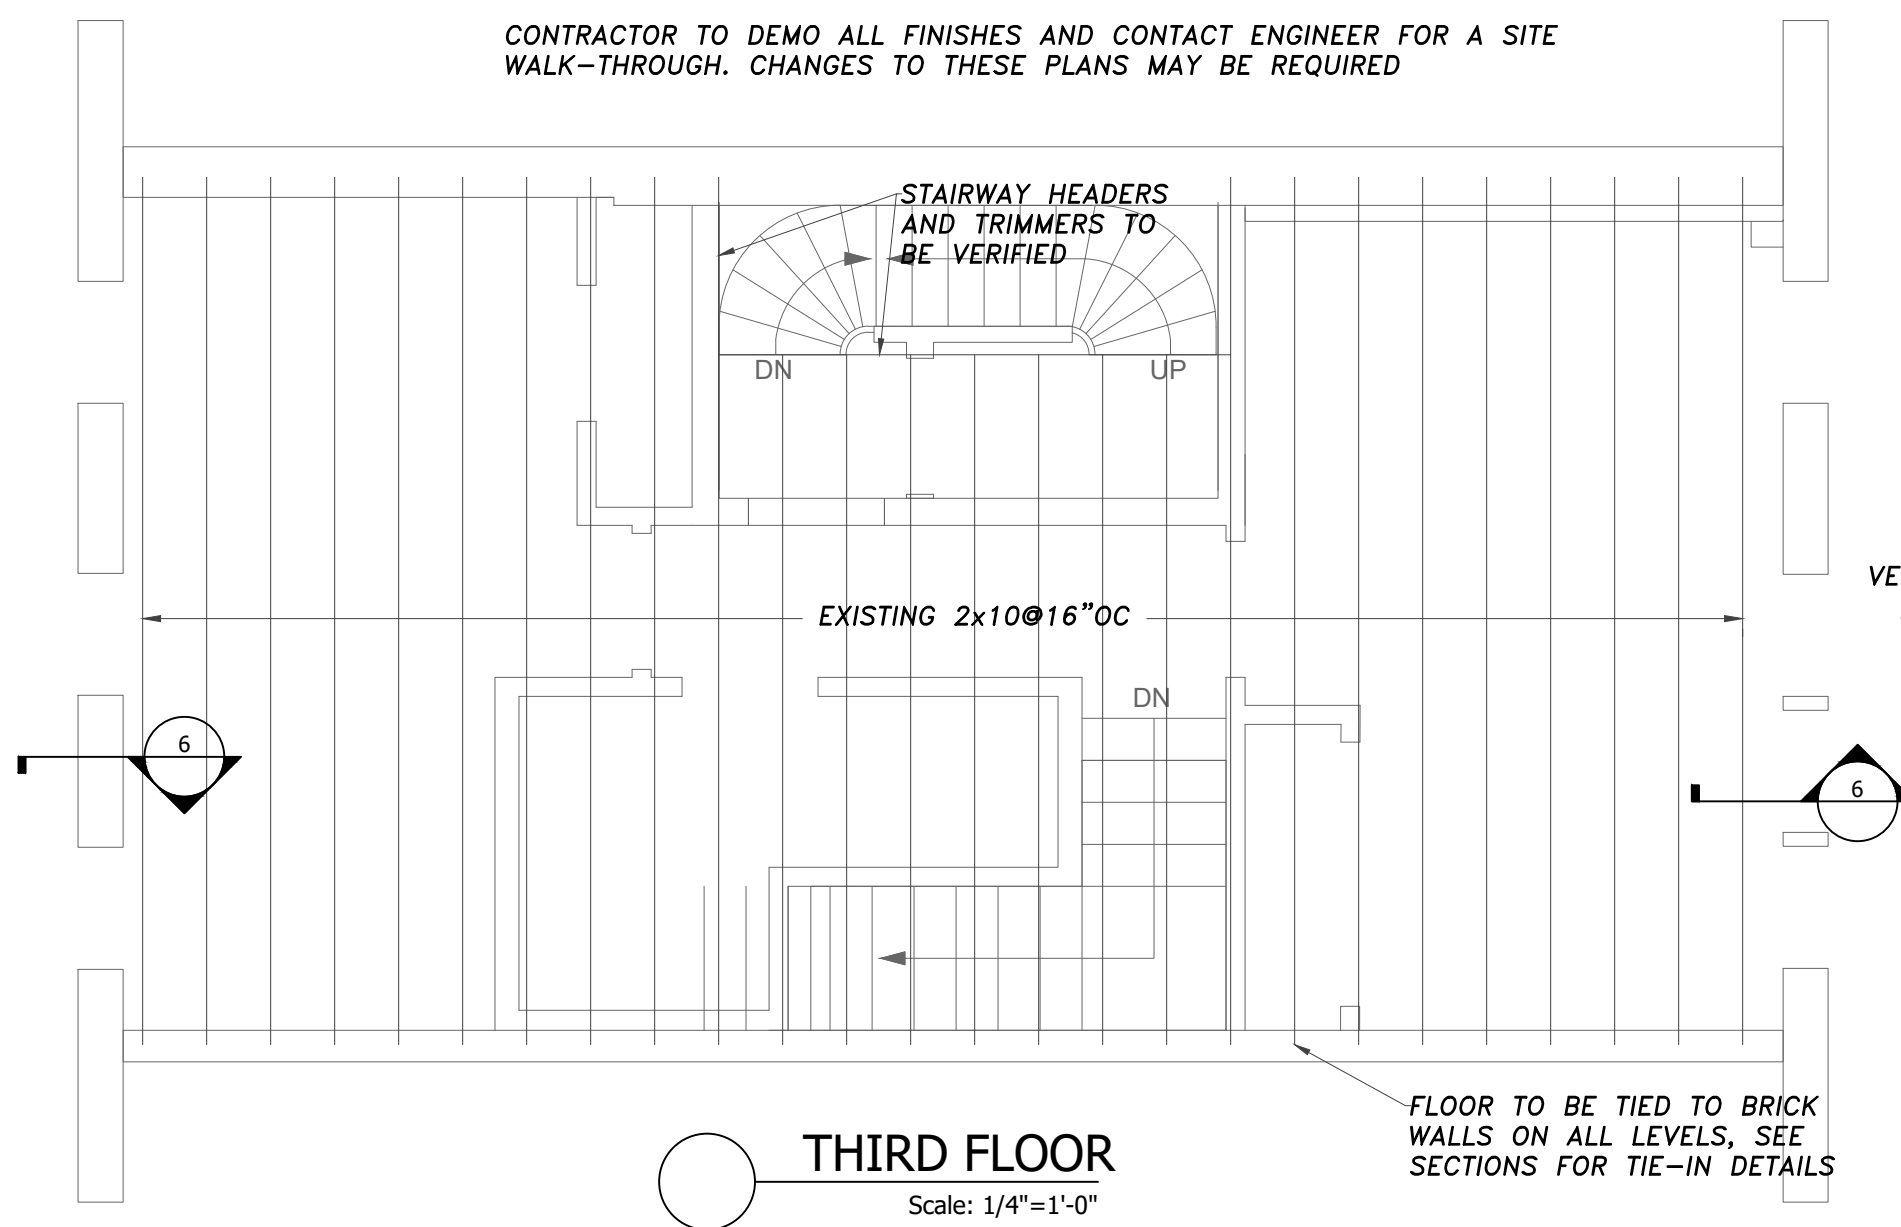 CONTRACTOR TO DEMO ALL FINISHES AND CONTACT ENGINEER FOR A SITE
WALK-THROUGH. CHANGES TO THESE PLANS MAY BE REQUIRED
STAIRWAY HEADERS
AND TRIMMERS TO
BE VERIFIED
DN
UP
VE
EXISTING 2x10@16"OC
DN
6
6
FLOOR TO BE TIED TO BRICK
WALLS ON ALL LEVELS, SEE
SECTIONS FOR TIE-IN DETAILS
THIRD FLOOR
Scale: 1/4"=1'-0"